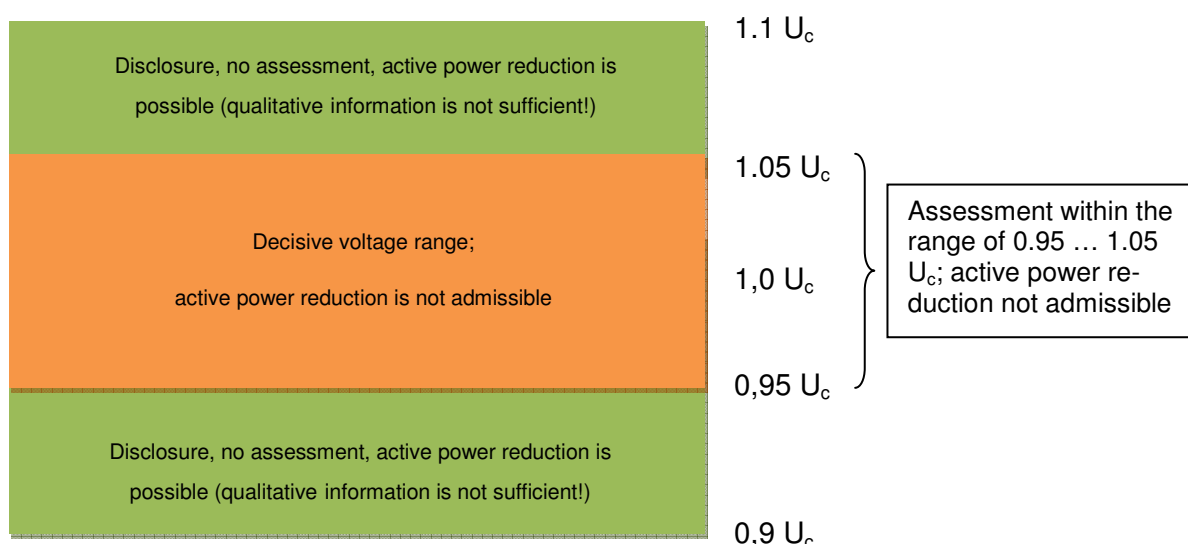 1.1 Uc
Disclosure, no assessment, active power reduction is
possible (qualitative information is not sufficient!)
1.05 Uc
Decisive voltage range;
active power reduction is not admissible
1,0 Uc
Assessment within the
range of 0.95 … 1.05
Uc; active power re-
duction not admissible
0,95 Uc
Disclosure, no assessment, active power reduction is
possible (qualitative information is not sufficient!)
0,9 Uc